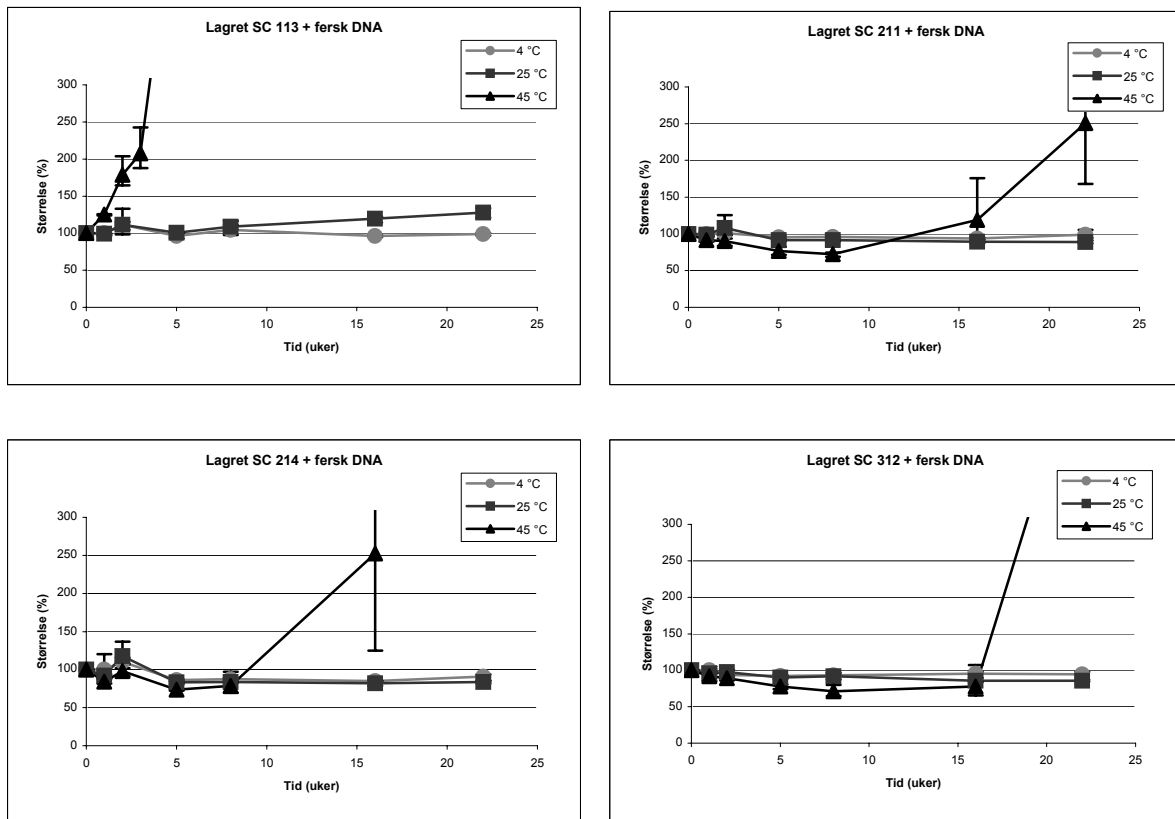 Lagret SC 113 + fersk DNA
4 °C
25 °C
45 °C
300
250
200
150
100
50
0
Størrelse (%)
0 5 10 15 20 25
Tid (uker)
Lagret SC 211 + fersk DNA
4 °C
25 °C
45 °C
300
250
200
150
100
50
0
Størrelse (%)
0 5 10 15 20 25
Tid (uker)
Lagret SC 214 + fersk DNA
4 °C
25 °C
45 °C
300
250
200
150
100
50
0
Størrelse (%)
0 5 10 15 20 25
Tid (uker)
Lagret SC 312 + fersk DNA
4 °C
25 °C
45 °C
300
250
200
150
100
50
0
Størrelse (%)
0 5 10 15 20 25
Tid (uker)